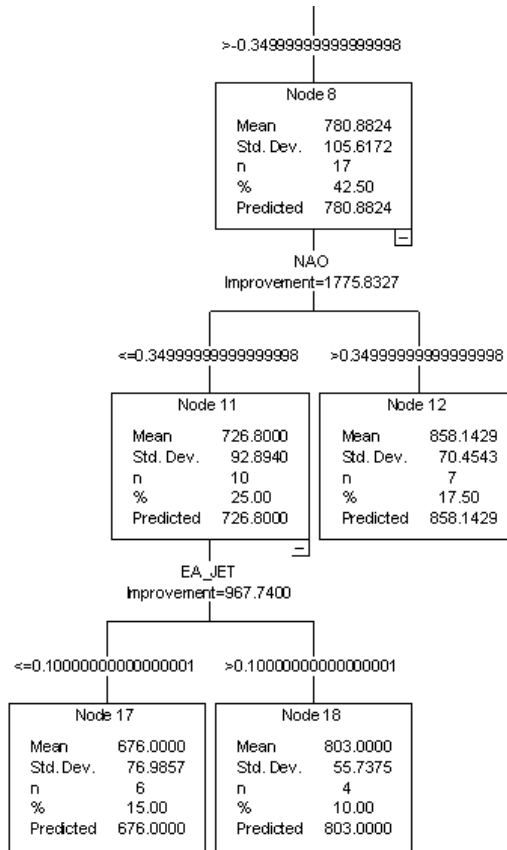 >-0.34999999999999998
Node 8
Mean 780.8824
Std. Dev. 105.6172
n 17
% 42.50
Predicted 780.8824
NAO
Improvement=1775.8327
<=0.34999999999999998 >0.34999999999999998
Node 11 Node 12
Mean 726.8000 Mean 858.1429
Std. Dev. 92.8940 Std. Dev. 70.4543
n 10 n 7
% 25.00 % 17.50
Predicted 726.8000 Predicted 858.1429
EA_JET
Improvement=967.7400
<=0.10000000000000001 >0.10000000000000001
Node 17 Node 18
Mean 676.0000 Mean 803.0000
Std. Dev. 76.9857 Std. Dev. 55.7375
n 6 n 4
% 15.00 % 10.00
Predicted 676.0000 Predicted 803.0000